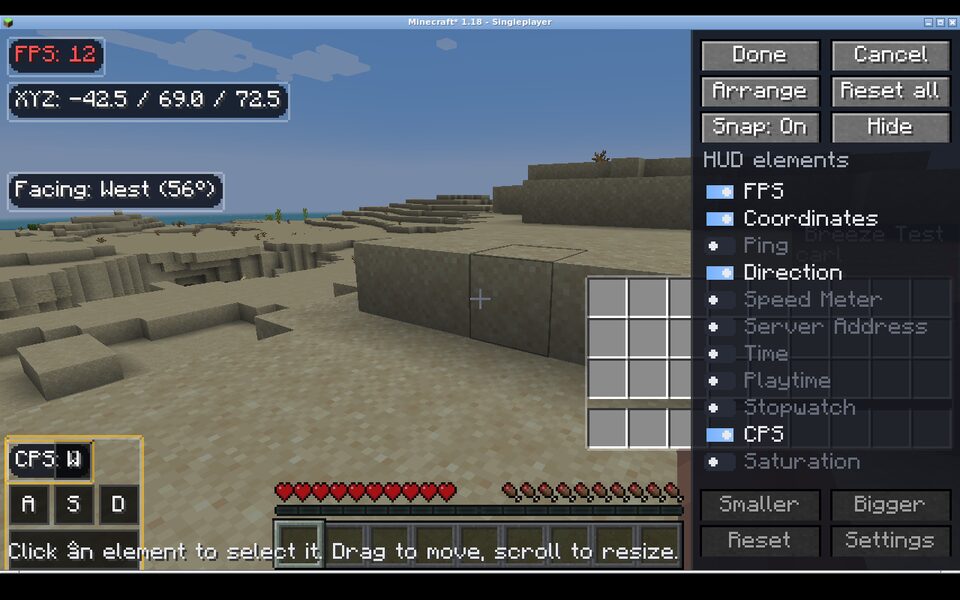 Minecraft* 1.18 - Singleplayer
FPS: 12
XYZ: -42.5 / 69.0 / 72.5
Facing: West (56°)
Done
Cancel
Arrange
Reset all
Snap: On
Hide
HUD elements
FPS
Coordinates
Ping
Breeze Test
Direction
Speed Meter
Server Address
Time
Playtime
Stopwatch
CPS
Saturation
Smaller
Bigger
Reset
Settings
CPS: W
A
S
D
Click an element to select it. Drag to move, scroll to resize.